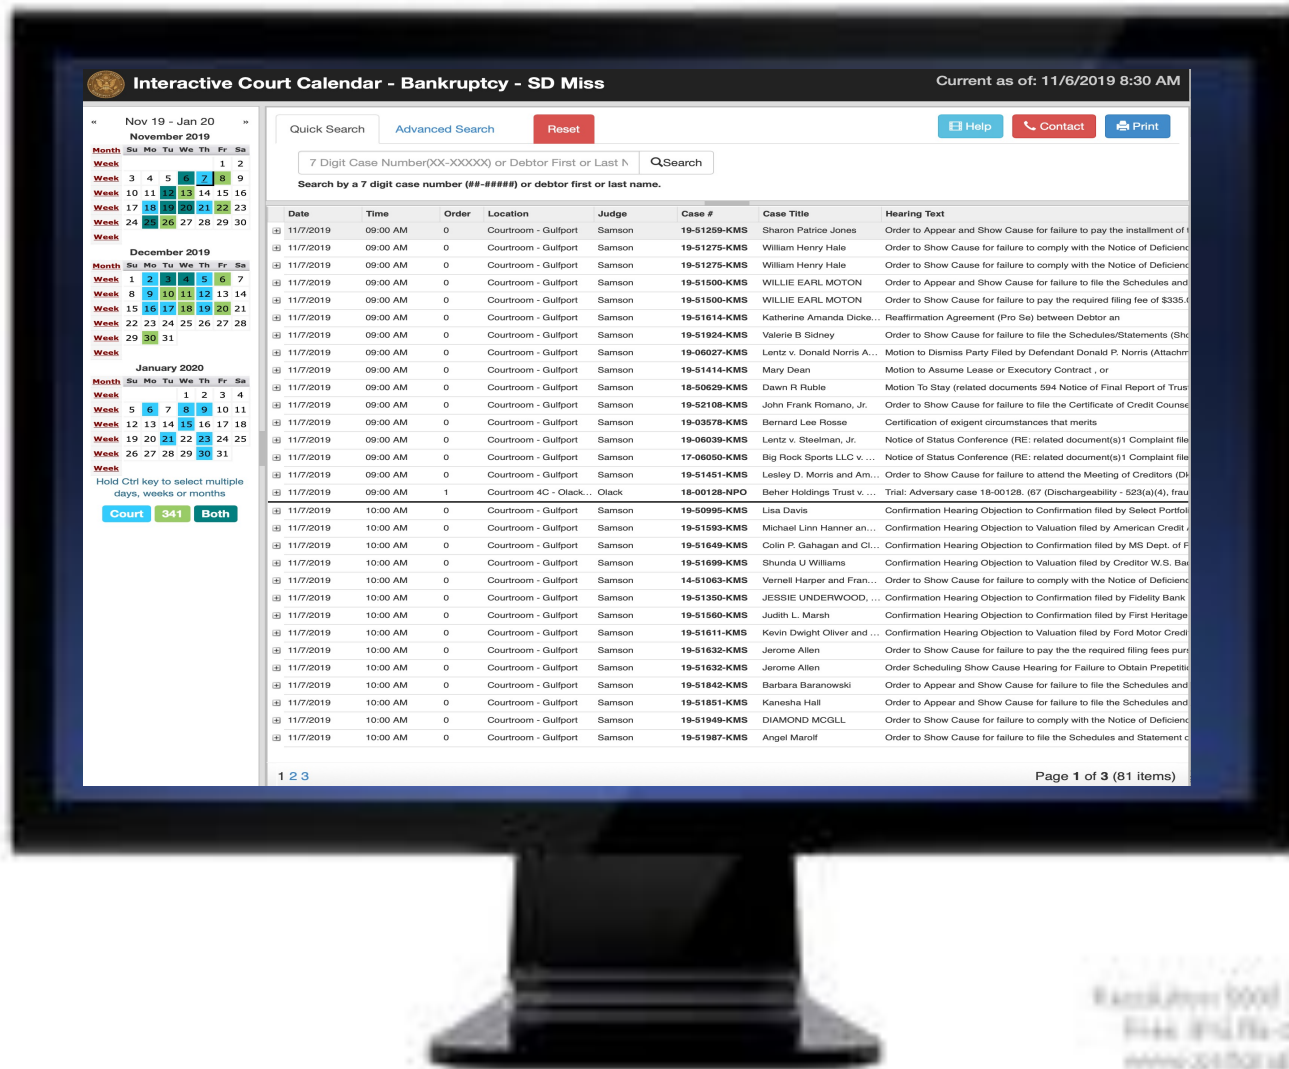 Interactive Court Calendar - Bankruptcy - SD Miss
Current as of: 11/6/2019 8:30 AM
« Nov 19 - Jan 20 »
November 2019
Month Su Mo Tu We Th Fr Sa
Week 1 2
Week 3 4 5 6 7 8 9
Week 10 11 12 13 14 15 16
Week 17 18 19 20 21 22 23
Week 24 25 26 27 28 29 30
Week
December 2019
Month Su Mo Tu We Th Fr Sa
Week 1 2 3 4 5 6 7
Week 8 9 10 11 12 13 14
Week 15 16 17 18 19 20 21
Week 22 23 24 25 26 27 28
Week 29 30 31
Week
January 2020
Month Su Mo Tu We Th Fr Sa
Week 1 2 3 4
Week 5 6 7 8 9 10 11
Week 12 13 14 15 16 17 18
Week 19 20 21 22 23 24 25
Week 26 27 28 29 30 31
Week
Hold Ctrl key to select multiple
days, weeks or months
Court 341 Both
Quick Search Advanced Search Reset Help Contact Print
7 Digit Case Number(XX-XXXXX) or Debtor First or Last N Search
Search by a 7 digit case number (##-#####) or debtor first or last name.
Date Time Order Location Judge Case # Case Title Hearing Text
11/7/2019 09:00 AM 0 Courtroom - Gulfport Samson 19-51259-KMS Sharon Patrice Jones Order to Appear and Show Cause for failure to pay the installment of
11/7/2019 09:00 AM 0 Courtroom - Gulfport Samson 19-51275-KMS William Henry Hale Order to Show Cause for failure to comply with the Notice of Deficienc
11/7/2019 09:00 AM 0 Courtroom - Gulfport Samson 19-51275-KMS William Henry Hale Order to Show Cause for failure to comply with the Notice of Deficienc
11/7/2019 09:00 AM 0 Courtroom - Gulfport Samson 19-51500-KMS WILLIE EARL MOTON Order to Appear and Show Cause for failure to file the Schedules and
11/7/2019 09:00 AM 0 Courtroom - Gulfport Samson 19-51500-KMS WILLIE EARL MOTON Order to Show Cause for failure to pay the required filing fee of $335.
11/7/2019 09:00 AM 0 Courtroom - Gulfport Samson 19-51614-KMS Katherine Amanda Dicke... Reaffirmation Agreement (Pro Se) between Debtor an
11/7/2019 09:00 AM 0 Courtroom - Gulfport Samson 19-51924-KMS Valerie B Sidney Order to Show Cause for failure to file the Schedules/Statements (Sho
11/7/2019 09:00 AM 0 Courtroom - Gulfport Samson 19-06027-KMS Lentz v. Donald Norris A... Motion to Dismiss Party Filed by Defendant Donald P. Norris (Attachm
11/7/2019 09:00 AM 0 Courtroom - Gulfport Samson 19-51414-KMS Mary Dean Motion to Assume Lease or Executory Contract , or
11/7/2019 09:00 AM 0 Courtroom - Gulfport Samson 18-50629-KMS Dawn R Ruble Motion To Stay (related documents 594 Notice of Final Report of Trus
11/7/2019 09:00 AM 0 Courtroom - Gulfport Samson 19-52108-KMS John Frank Romano, Jr. Order to Show Cause for failure to file the Certificate of Credit Counse
11/7/2019 09:00 AM 0 Courtroom - Gulfport Samson 19-03578-KMS Bernard Lee Rosse Certification of exigent circumstances that merits
11/7/2019 09:00 AM 0 Courtroom - Gulfport Samson 19-06039-KMS Lentz v. Steelman, Jr. Notice of Status Conference (RE: related document(s)1 Complaint file
11/7/2019 09:00 AM 0 Courtroom - Gulfport Samson 17-06050-KMS Big Rock Sports LLC v. ... Notice of Status Conference (RE: related document(s)1 Complaint file
11/7/2019 09:00 AM 0 Courtroom - Gulfport Samson 19-51451-KMS Lesley D. Morris and Am... Order to Show Cause for failure to attend the Meeting of Creditors (DK
11/7/2019 09:00 AM 1 Courtroom 4C - Olack... Olack 18-00128-NPO Beher Holdings Trust v. ... Trial: Adversary case 18-00128. (67 (Dischargeability - 523(a)(4), frau
11/7/2019 10:00 AM 0 Courtroom - Gulfport Samson 19-50995-KMS Lisa Davis Confirmation Hearing Objection to Confirmation filed by Select Portfoli
11/7/2019 10:00 AM 0 Courtroom - Gulfport Samson 19-51593-KMS Michael Linn Hanner an... Confirmation Hearing Objection to Valuation filed by American Credit
11/7/2019 10:00 AM 0 Courtroom - Gulfport Samson 19-51649-KMS Colin P. Gahagan and Cl... Confirmation Hearing Objection to Confirmation filed by MS Dept. of F
11/7/2019 10:00 AM 0 Courtroom - Gulfport Samson 19-51699-KMS Shunda U Williams Confirmation Hearing Objection to Valuation filed by Creditor W.S. Ba
11/7/2019 10:00 AM 0 Courtroom - Gulfport Samson 14-51063-KMS Vernell Harper and Fran... Order to Show Cause for failure to comply with the Notice of Deficienc
11/7/2019 10:00 AM 0 Courtroom - Gulfport Samson 19-51350-KMS JESSIE UNDERWOOD, ... Confirmation Hearing Objection to Confirmation filed by Fidelity Bank
11/7/2019 10:00 AM 0 Courtroom - Gulfport Samson 19-51560-KMS Judith L. Marsh Confirmation Hearing Objection to Confirmation filed by First Heritage
11/7/2019 10:00 AM 0 Courtroom - Gulfport Samson 19-51611-KMS Kevin Dwight Oliver and ... Confirmation Hearing Objection to Valuation filed by Ford Motor Credi
11/7/2019 10:00 AM 0 Courtroom - Gulfport Samson 19-51632-KMS Jerome Allen Order to Show Cause for failure to pay the the required filing fees purs
11/7/2019 10:00 AM 0 Courtroom - Gulfport Samson 19-51632-KMS Jerome Allen Order Scheduling Show Cause Hearing for Failure to Obtain Prepetitic
11/7/2019 10:00 AM 0 Courtroom - Gulfport Samson 19-51842-KMS Barbara Baranowski Order to Appear and Show Cause for failure to file the Schedules and
11/7/2019 10:00 AM 0 Courtroom - Gulfport Samson 19-51851-KMS Kanesha Hall Order to Appear and Show Cause for failure to file the Schedules and
11/7/2019 10:00 AM 0 Courtroom - Gulfport Samson 19-51949-KMS DIAMOND MCGLL Order to Show Cause for failure to comply with the Notice of Deficienc
11/7/2019 10:00 AM 0 Courtroom - Gulfport Samson 19-51987-KMS Angel Marolf Order to Show Cause for failure to file the Schedules and Statement o
1 2 3
Page 1 of 3 (81 items)